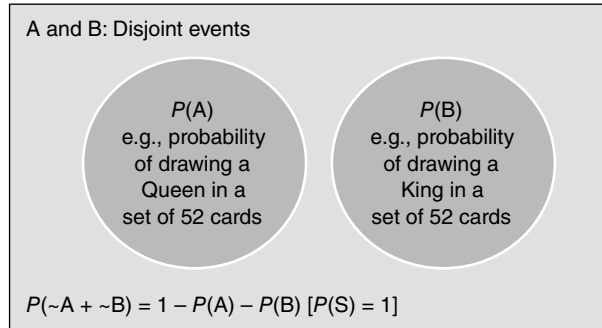 A and B: Disjoint events
P(A)
e.g., probability
of drawing a
Queen in a
set of 52 cards
P(B)
e.g., probability
of drawing a
King in a
set of 52 cards
P(~A + ~B) = 1 – P(A) – P(B) [P(S) = 1]